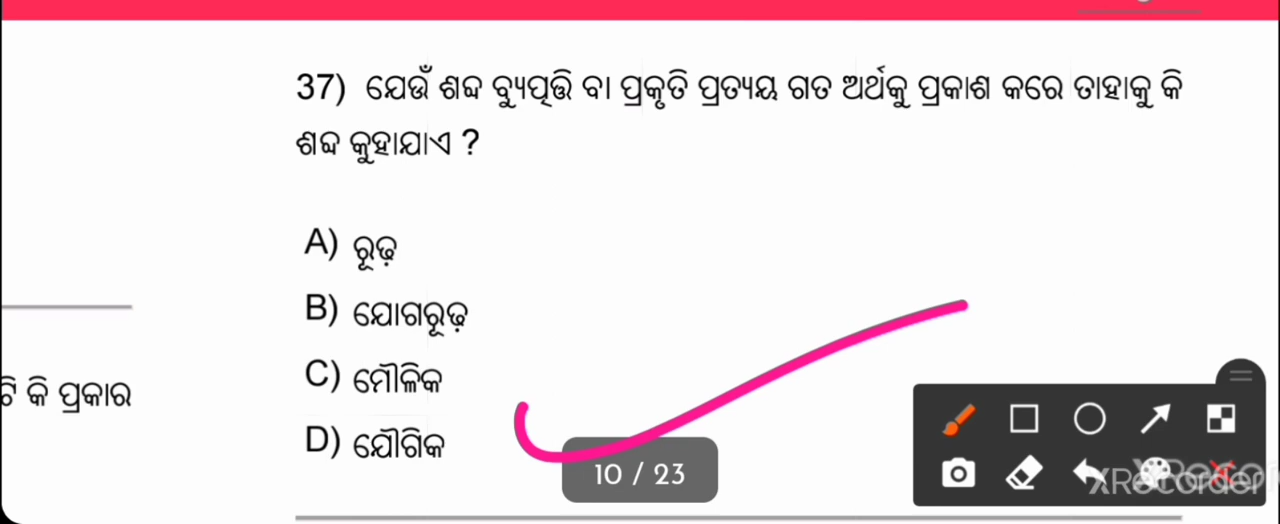 37) ଯେଉଁ ଶବ୍ଦ ବ୍ୟୁତ୍ପତ୍ତି ବା ପ୍ରକୃତି ପ୍ରତ୍ୟୟ ଗତ ଅର୍ଥକୁ ପ୍ରକାଶ କରେ ତାହାକୁ କି
ଶବ୍ଦ କୁହାଯାଏ ?
A) ରୂଢ଼
B) ଯୋଗରୂଢ଼
C) ମୌଳିକ
ଟି କି ପ୍ରକାର
D) ଯୌଗିକ
10 / 23
XRecorder